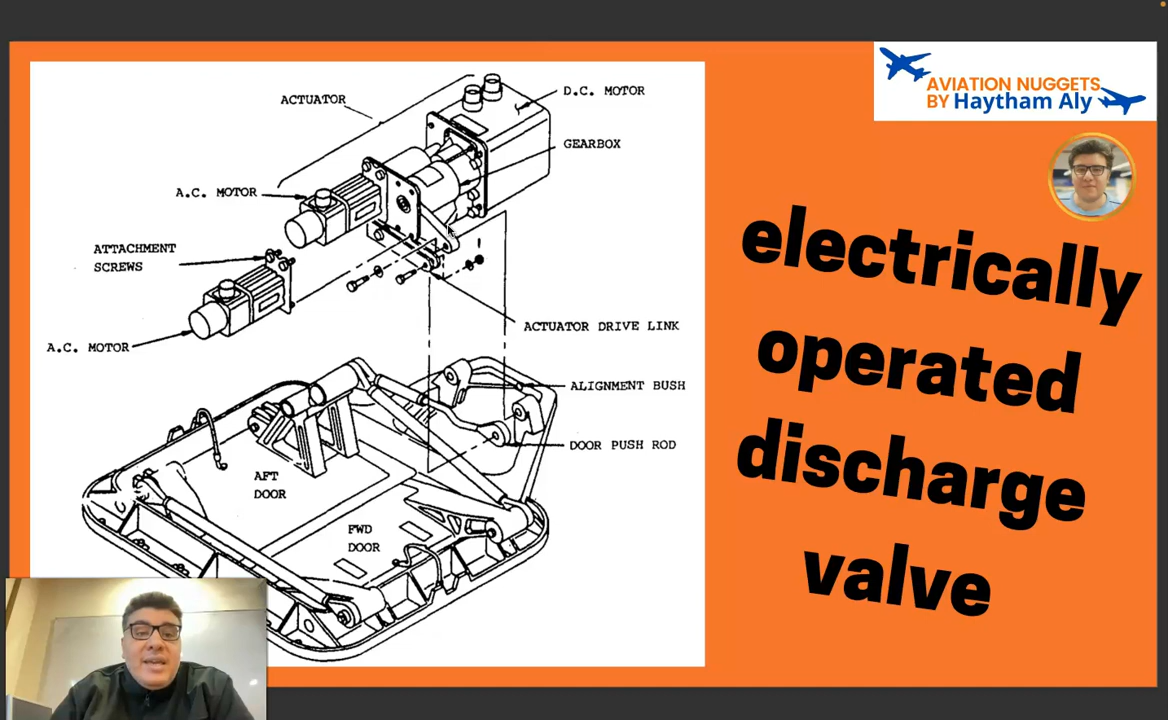 AVIATION NUGGETS
BY Haytham Aly
ACTUATOR
D.C. MOTOR
GEARBOX
A.C. MOTOR
ATTACHMENT
SCREWS
A.C. MOTOR
ACTUATOR DRIVE LINK
ALIGNMENT BUSH
DOOR PUSH ROD
AFT
DOOR
FWD
DOOR
electrically
operated
discharge
valve